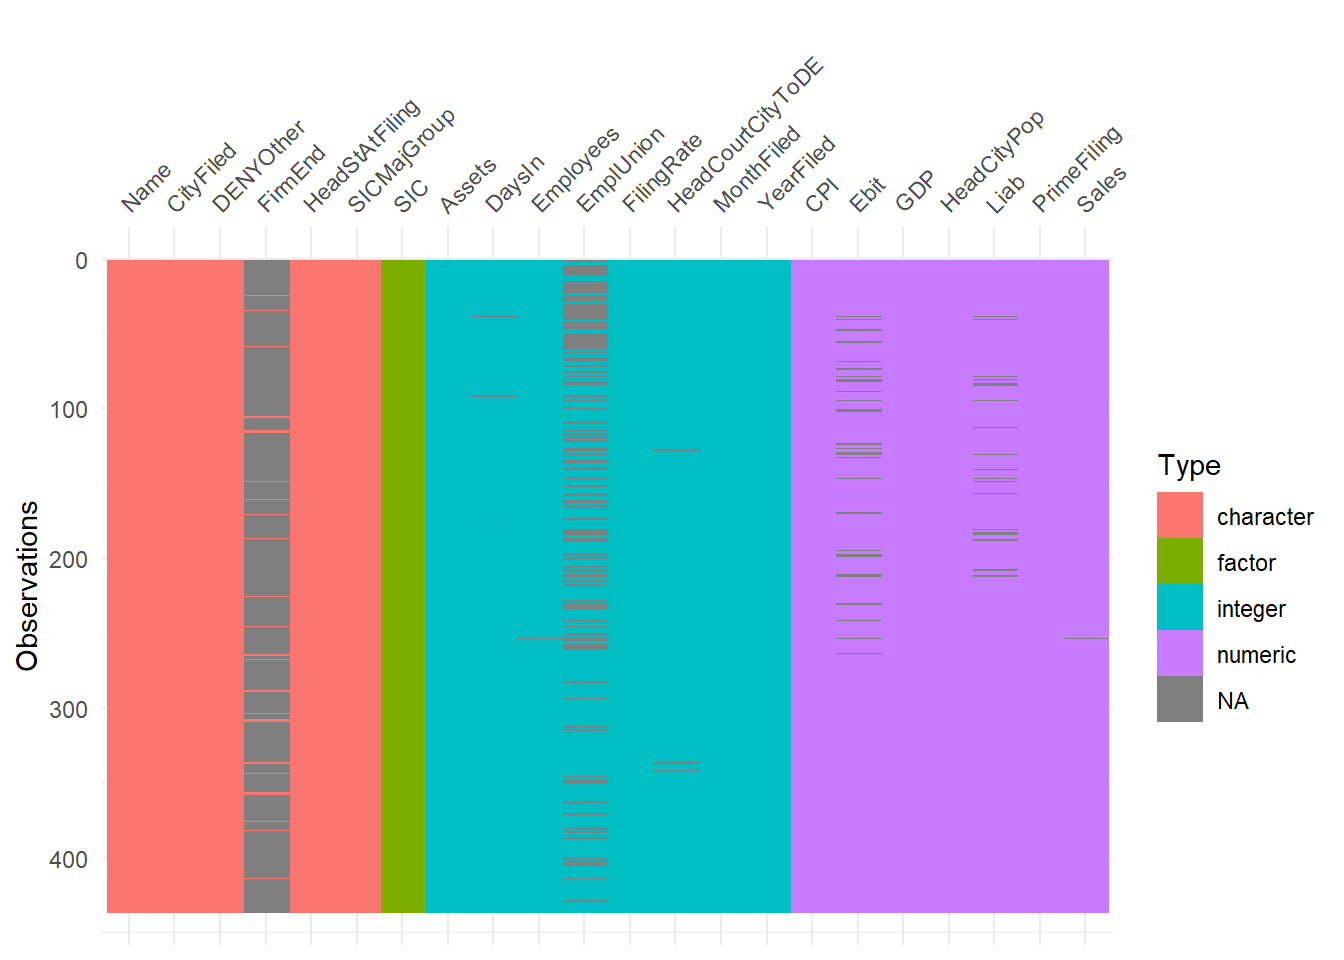 Name
CityFiled
DENYOther
FirmEnd
HeadStAtFiling
SICMajGroup
SIC
Assets
DaysIn
Employees
EmplUnion
FilingRate
HeadCourtCityToDE
MonthFiled
YearFiled
CPI
Ebit
GDP
HeadCityPop
Liab
PrimeFiling
Sales
0
100
200
300
400
Observations
Type
character
factor
integer
numeric
NA